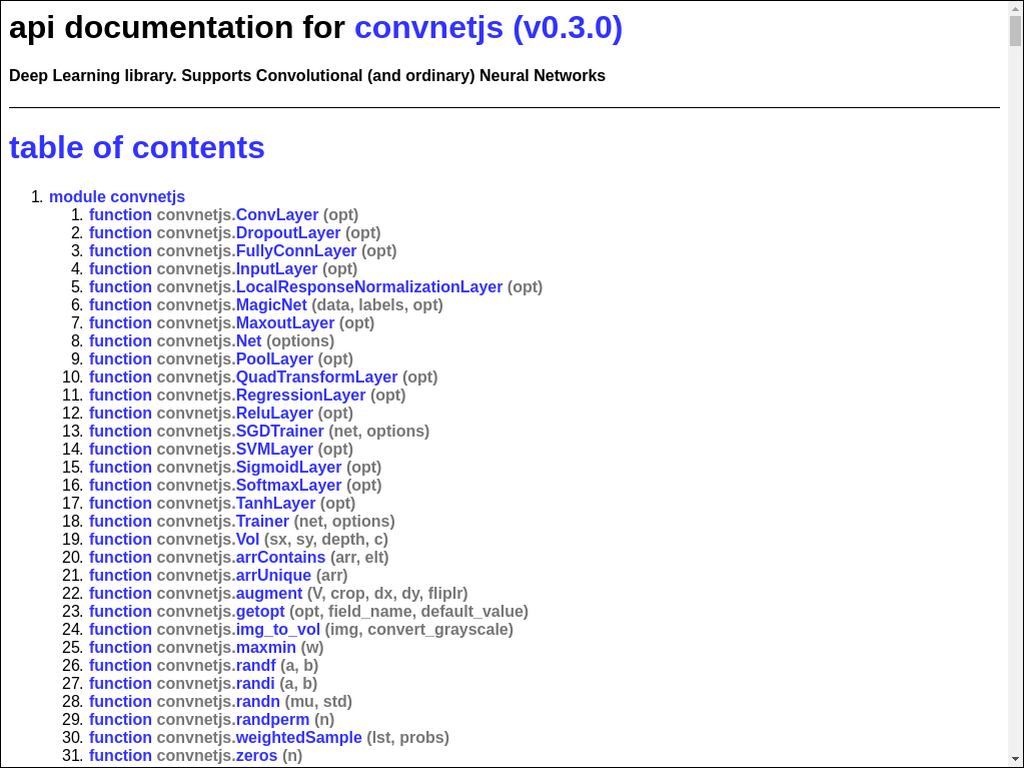 api documentation for convnetjs (v0.3.0)
Deep Learning library. Supports Convolutional (and ordinary) Neural Networks
table of contents
1. module convnetjs
1. function convnetjs.ConvLayer (opt)
2. function convnetjs.DropoutLayer (opt)
3. function convnetjs.FullyConnLayer (opt)
4. function convnetjs.InputLayer (opt)
5. function convnetjs.LocalResponseNormalizationLayer (opt)
6. function convnetjs.MagicNet (data, labels, opt)
7. function convnetjs.MaxoutLayer (opt)
8. function convnetjs.Net (options)
9. function convnetjs.PoolLayer (opt)
10. function convnetjs.QuadTransformLayer (opt)
11. function convnetjs.RegressionLayer (opt)
12. function convnetjs.ReluLayer (opt)
13. function convnetjs.SGDTrainer (net, options)
14. function convnetjs.SVMLayer (opt)
15. function convnetjs.SigmoidLayer (opt)
16. function convnetjs.SoftmaxLayer (opt)
17. function convnetjs.TanhLayer (opt)
18. function convnetjs.Trainer (net, options)
19. function convnetjs.Vol (sx, sy, depth, c)
20. function convnetjs.arrContains (arr, elt)
21. function convnetjs.arrUnique (arr)
22. function convnetjs.augment (V, crop, dx, dy, fliplr)
23. function convnetjs.getopt (opt, field_name, default_value)
24. function convnetjs.img_to_vol (img, convert_grayscale)
25. function convnetjs.maxmin (w)
26. function convnetjs.randf (a, b)
27. function convnetjs.randi (a, b)
28. function convnetjs.randn (mu, std)
29. function convnetjs.randperm (n)
30. function convnetjs.weightedSample (lst, probs)
31. function convnetjs.zeros (n)